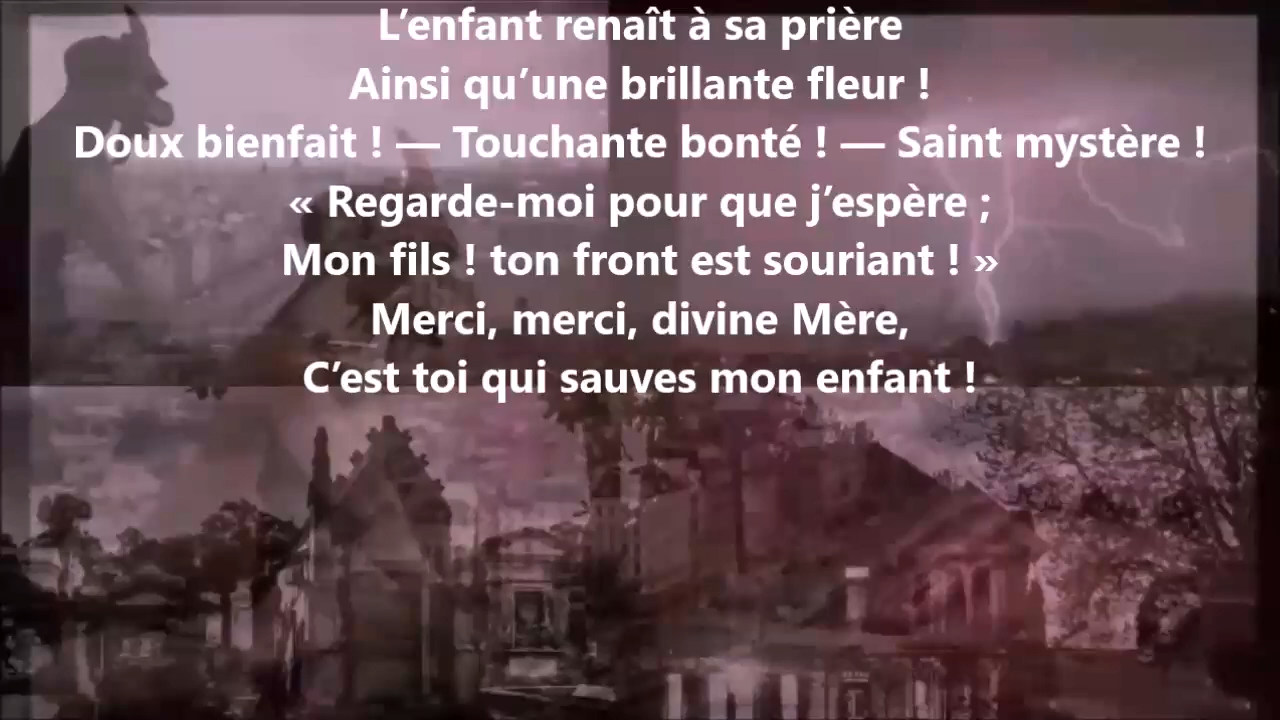 L’enfant renaît à sa prière
Ainsi qu’une brillante fleur !
Doux bienfait ! — Touchante bonté ! — Saint mystère !
« Regarde-moi pour que j’espère ;
Mon fils ! ton front est souriant ! »
Merci, merci, divine Mère,
C’est toi qui sauves mon enfant !